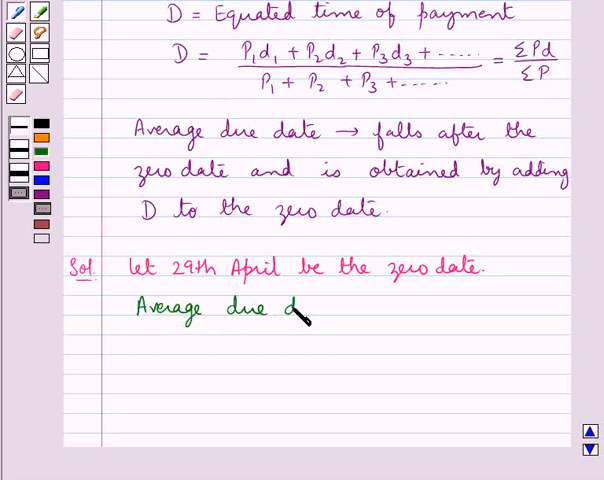 D = Equated time of payment
D = P₁d₁ + P₂d₂ + P₃d₃ + ...... / P₁ + P₂ + P₃ + ...... = ΣPd / ΣP
Average due date → falls after the
zero date and is obtained by adding
D to the zero date.
Sol. let 29th April be the zero date.
Average due d